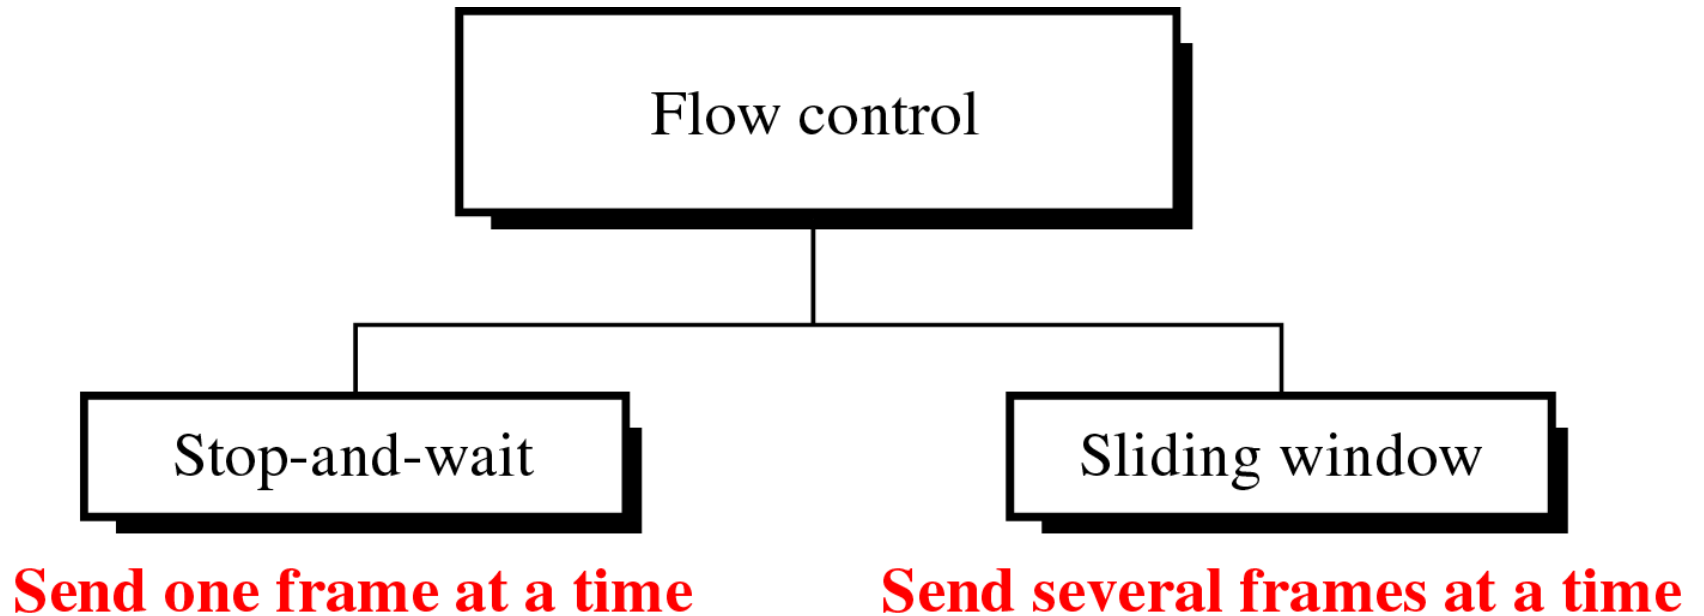 Flow control
Stop-and-wait
Sliding window
Send one frame at a time
Send several frames at a time